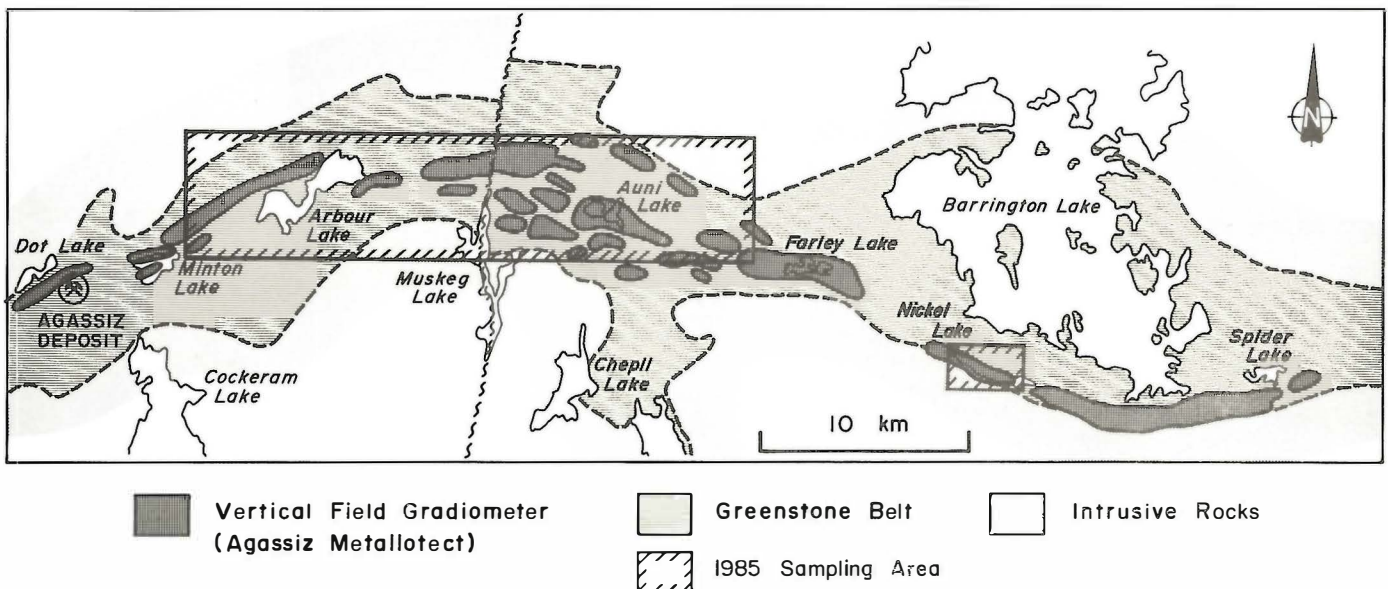 N
Auni
Lake
Barrington Lake
Arbour
Lake
Dot Lake
Farley Lake
Minton
Lake
Muskeg
Lake
AGASSIZ
DEPOSIT
Nickel
Lake
Spider
Lake
Cockeram
Lake
Chepil
Lake
10 km
Vertical Field Gradiometer
(Agassiz Metallotect)
Greenstone Belt
Intrusive Rocks
1985 Sampling Area